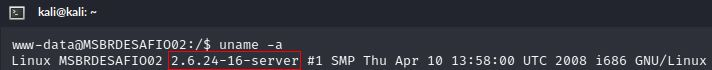 kali@kali: ~
www-data@MSBRDESAFIO02:/$ uname -a
Linux MSBRDESAFIO02 2.6.24-16-server #1 SMP Thu Apr 10 13:58:00 UTC 2008 i686 GNU/Linux